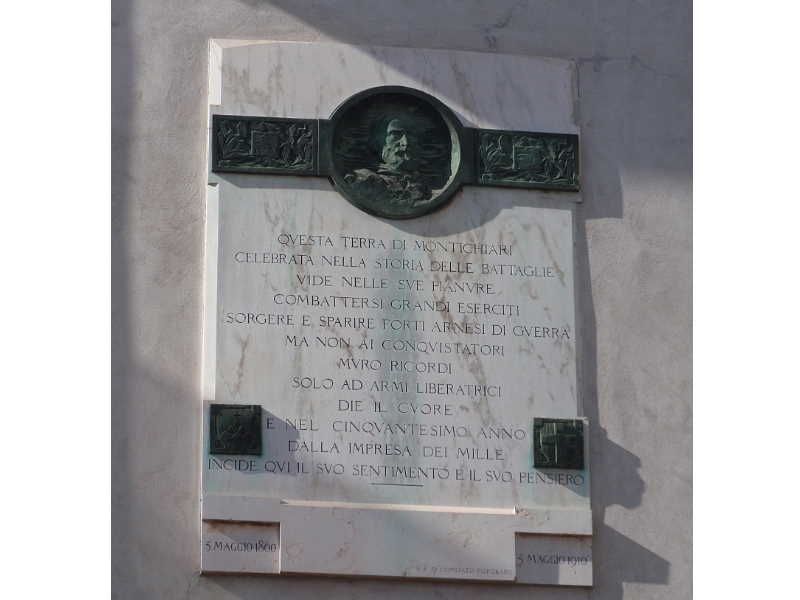 QVESTA TERRA DI MONTICHIARI
CELEBRATA NELLA STORIA DELLE BATTAGLIE
VIDE NELLE SVE PIANVRE
COMBATTERSI GRANDI ESERCITI
SORGERE E SPARIRE FORTI ARNESI DI GVERRA
MA NON AI CONQVISTATORI
MVRO RICORDI
SOLO AD ARMI LIBERATRICI
DIE IL CVORE
E NEL CINQVANTESIMO ANNO
DALLA IMPRESA DEI MILLE
INCIDE QVI IL SVO SENTIMENTO E IL SVO PENSIERO
5 MAGGIO 1860
5 MAGGIO 1910